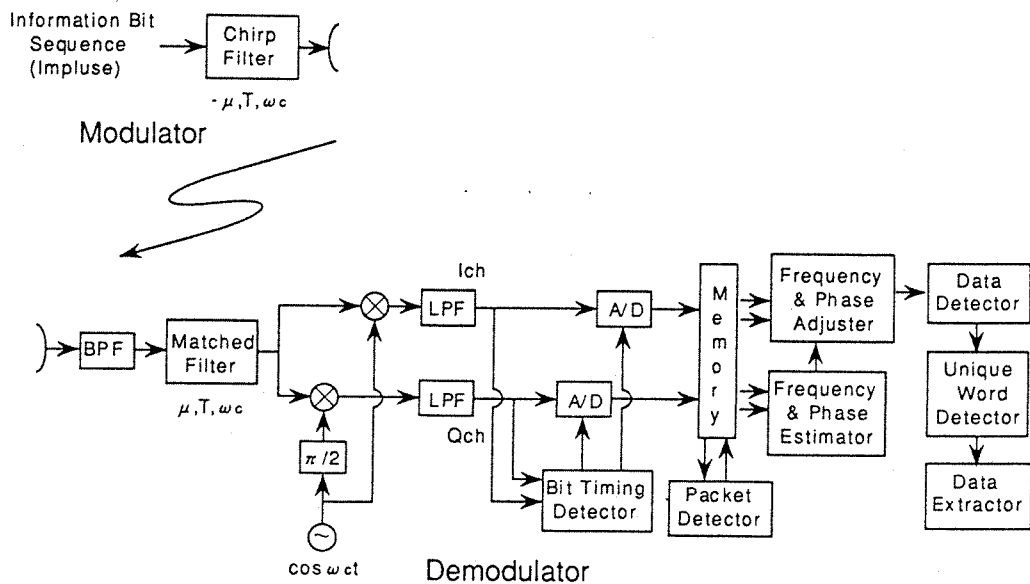 Information Bit
Sequence
(Impluse)
Chirp
Filter
- μ,T,ωc
Modulator
Ich
BPF
Matched
Filter
μ,T,ωc
LPF
LPF
Qch
π/2
~
cos ωct
A/D
A/D
Bit Timing
Detector
Memory
Packet
Detector
Frequency
& Phase
Adjuster
Frequency
& Phase
Estimator
Data
Detector
Unique
Word
Detector
Data
Extractor
Demodulator